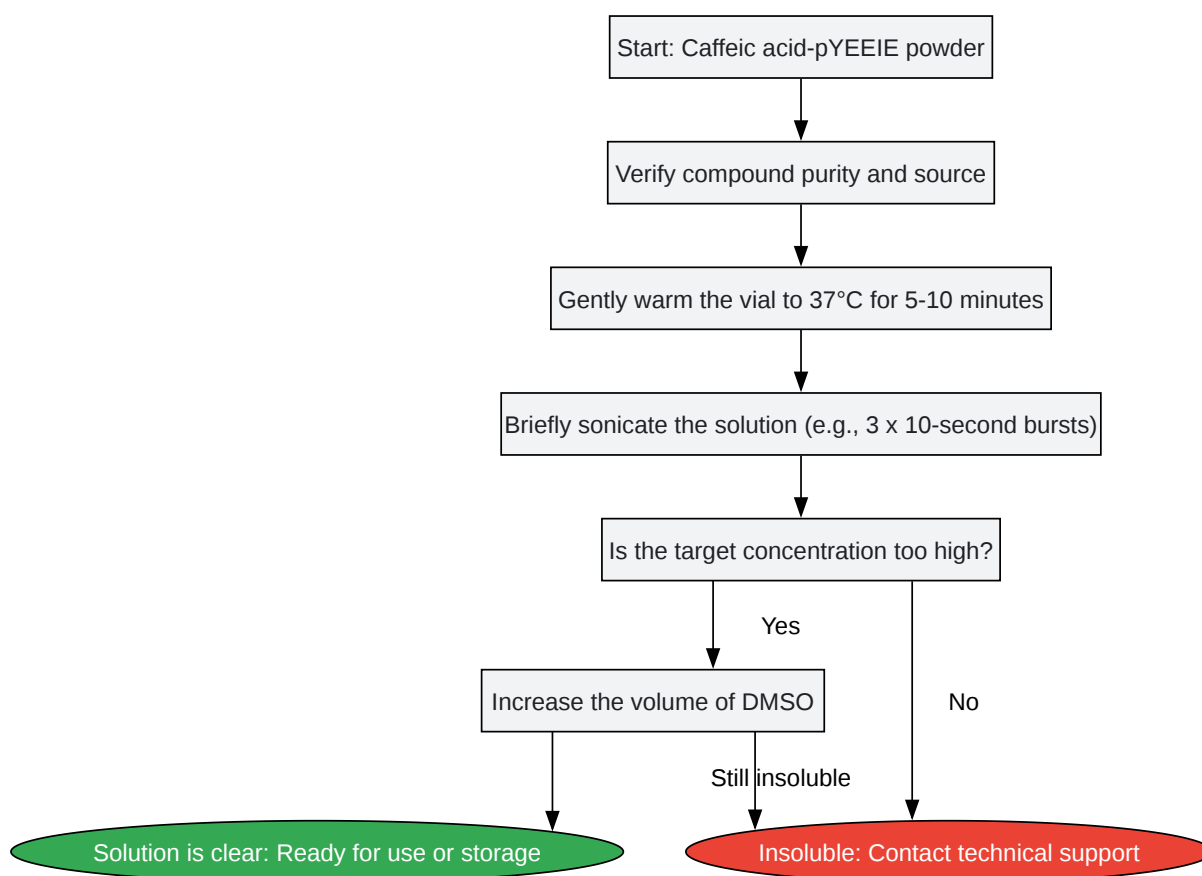 Start: Caffeic acid-pYEEIE powder
Verify compound purity and source
Gently warm the vial to 37°C for 5-10 minutes
Briefly sonicate the solution (e.g., 3 x 10-second bursts)
Is the target concentration too high?
Yes
Increase the volume of DMSO
No
Still insoluble
Solution is clear: Ready for use or storage
Insoluble: Contact technical support